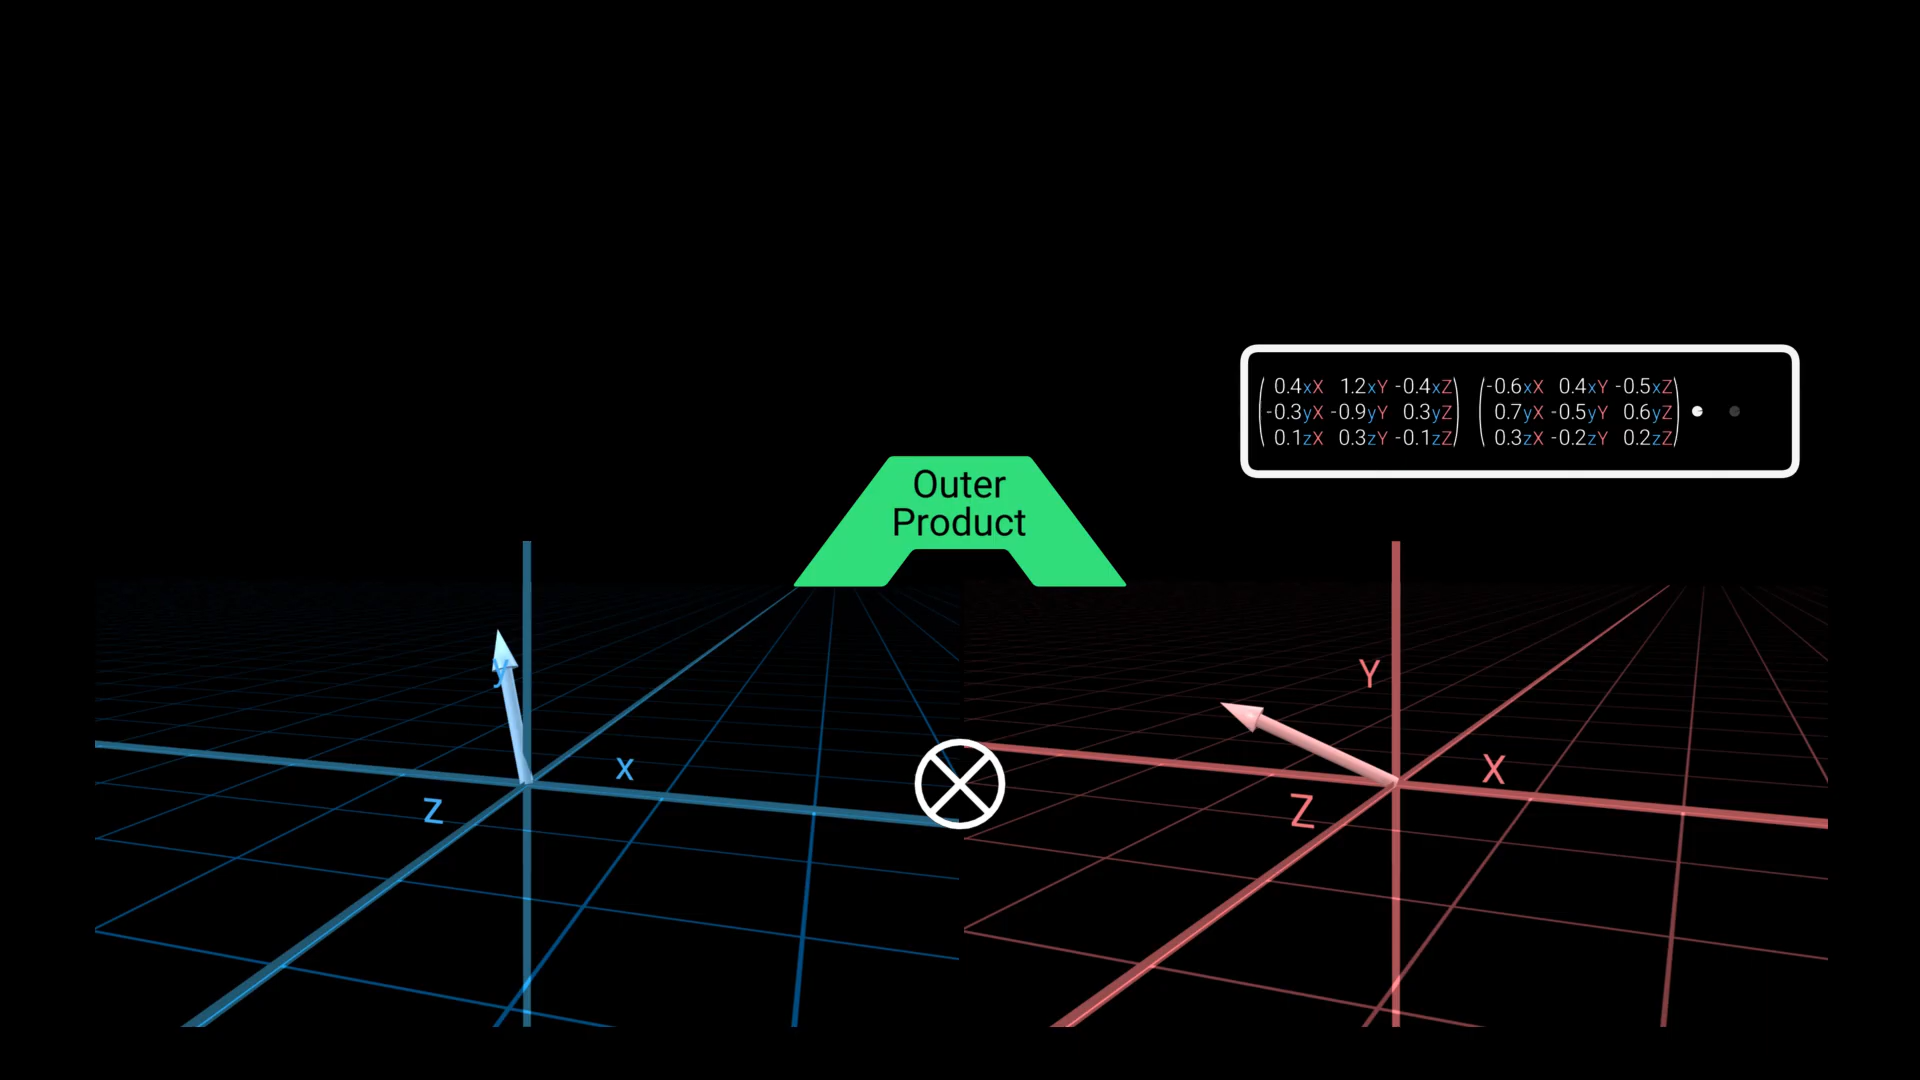 0.4xX 1.2xY -0.4xZ -0.6xX 0.4xY -0.5xZ
-0.3yX -0.9yY 0.3yZ 0.7yX -0.5yY 0.6yZ
0.1zX 0.3zY -0.1zZ 0.3zX -0.2zY 0.2zZ
Outer
Product
y
x
z
Y
X
Z